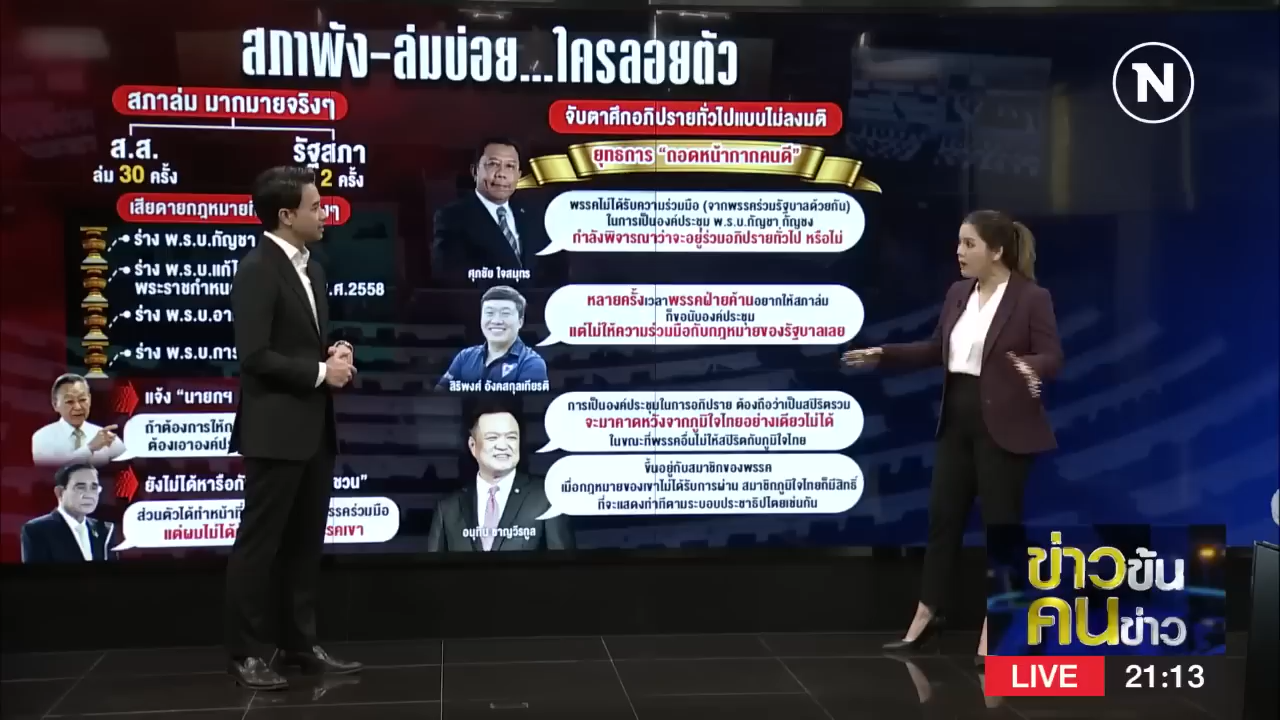 สภาพัง-ล่มบ่อย...ใครลอยตัว
N
สภาล่ม มากมายจริงๆ
ส.ส.
ล่ม 30 ครั้ง
รัฐสภา
2 ครั้ง
เสียดายกฎหมาย
ร่าง พ.ร.บ.กัญชา
ร่าง พ.ร.บ.แก้ไ
พระราชกำหน
.ศ.2558
ร่าง พ.ร.บ.อา
ร่าง พ.ร.บ.การ
แจ้ง "นายกฯ
ถ้าต้องการให้ก
ต้องเอาองค์ปร
ยังไม่ได้หารือกั
ชวน"
ส่วนตัวได้ทำหน้าที่
รรคร่วมมือ
แต่ผมไม่ได้
รคเขา
จับตาศึกอภิปรายทั่วไปแบบไม่ลงมติ
ยุทธการ "ถอดหน้ากากคนดี"
พรรคไม่ได้รับความร่วมมือ (จากพรรคร่วมรัฐบาลด้วยกัน)
ในการเป็นองค์ประชุม พ.ร.บ.กัญชา กัญชง
กำลังพิจารณาว่าจะอยู่ร่วมอภิปรายทั่วไป หรือไม่
ศุภชัย ใจสมุทร
หลายครั้งเวลาพรรคฝ่ายค้านอยากให้สภาล่ม
ก็ขอนับองค์ประชุม
แต่ไม่ให้ความร่วมมือกับกฎหมายของรัฐบาลเลย
สิริพงศ์ อังคสกุลเกียรติ
การเป็นองค์ประชุมในการอภิปราย ต้องถือว่าเป็นสปิริตรวม
จะมาคาดหวังจากภูมิใจไทยอย่างเดียวไม่ได้
ในขณะที่พรรคอื่นไม่ให้สปิริตกับภูมิใจไทย
ขึ้นอยู่กับสมาชิกของพรรค
เมื่อกฎหมายของเขาไม่ได้รับการผ่าน สมาชิกภูมิใจไทยก็มีสิทธิ์
ที่จะแสดงท่าทีตามระบอบประชาธิปไตยเช่นกัน
อนุทิน ชาญวีรกูล
ข่าวข้น
คนข่าว
LIVE 21:13